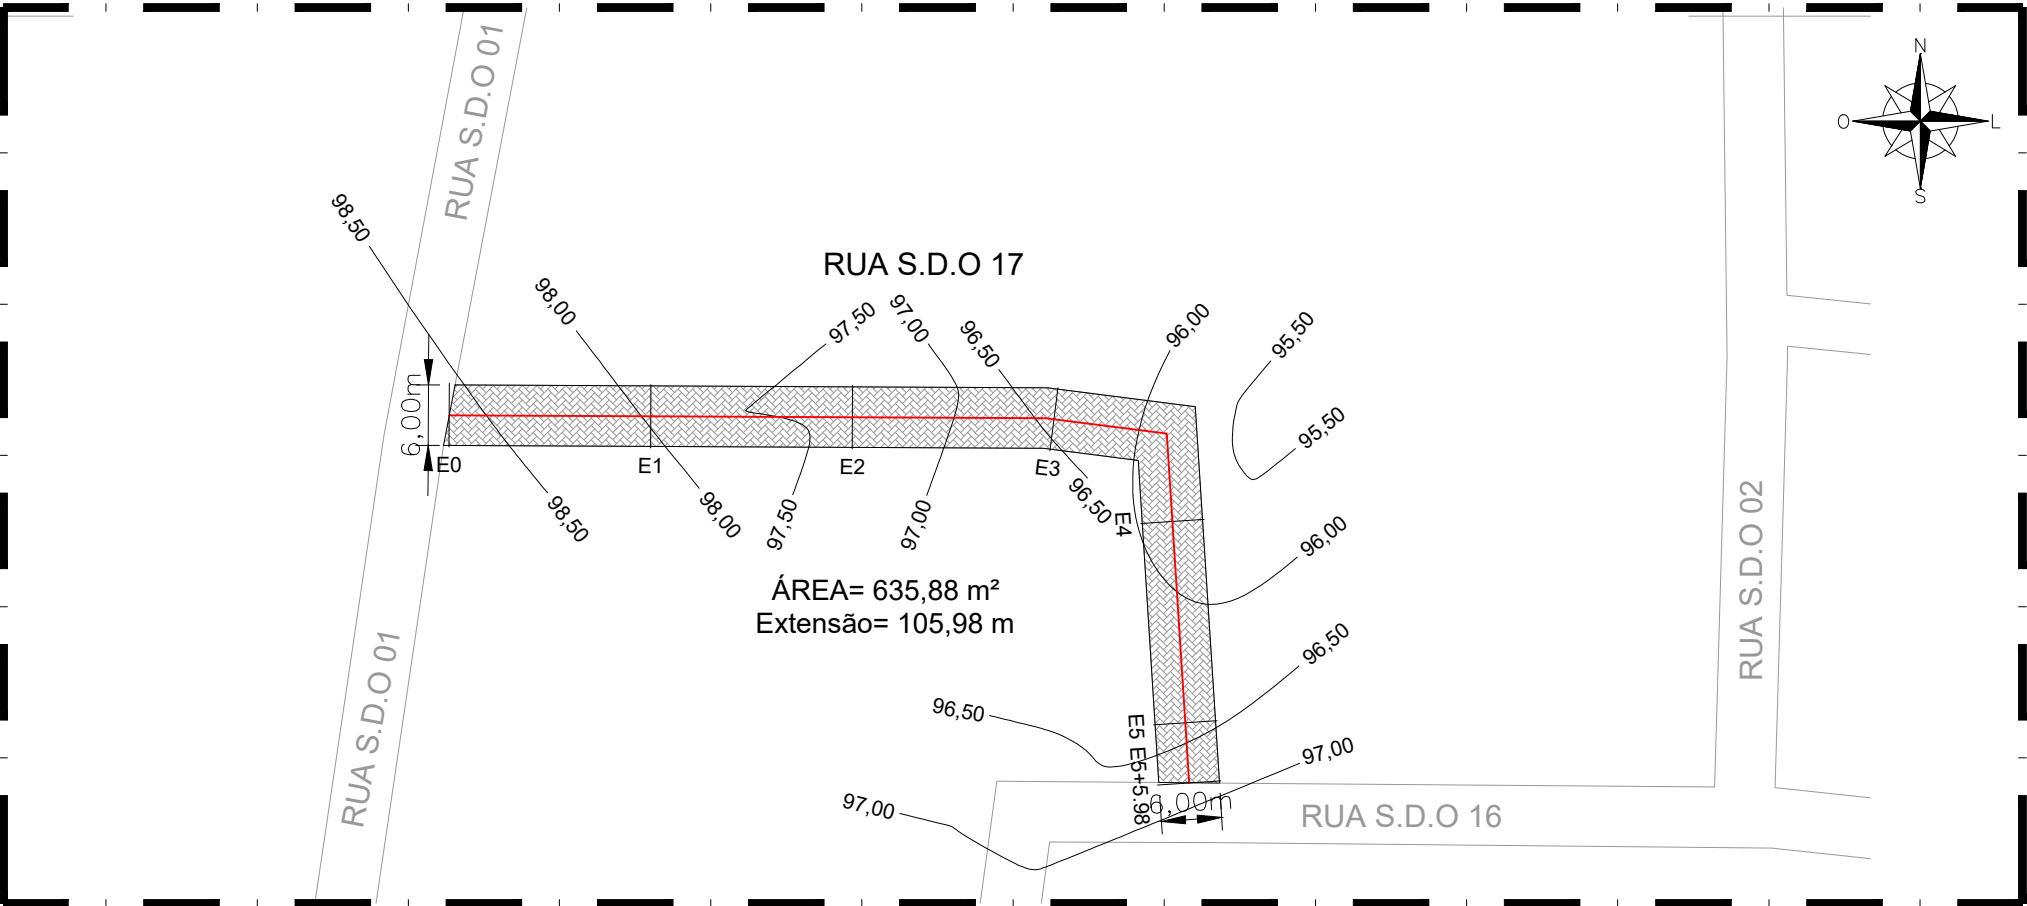 RUA S.D.O 01
N
O
L
S
98,50
RUA S.D.O 17
98,00
97,50
97,00
96,50
96,00
95,50
6,00m
95,50
E0
E1
E2
E3
98,50
98,00
97,50
97,00
96,50
E4
96,00
RUA S.D.O 02
ÁREA= 635,88 m²
Extensão= 105,98 m
RUA S.D.O 01
96,50
96,50
E5
E5+5.98
97,00
97,00
6,00m
RUA S.D.O 16